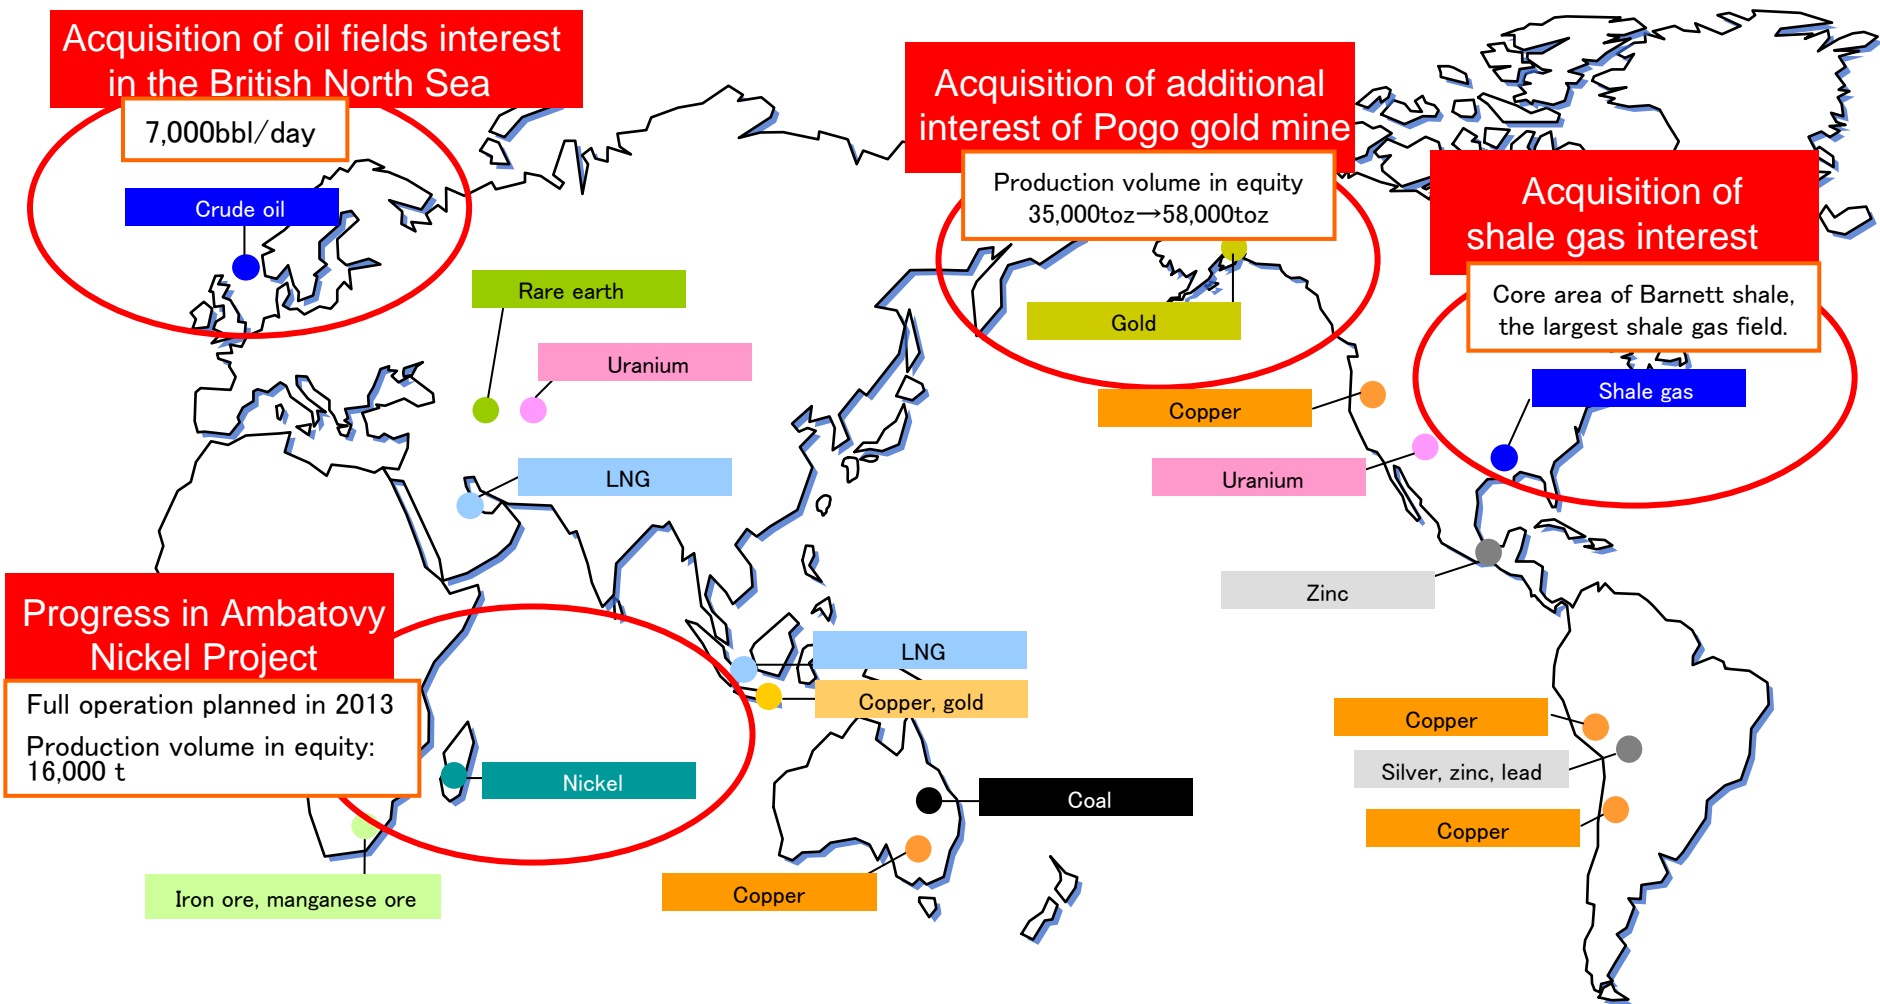 Acquisition of oil fields interest
in the British North Sea
7,000bbl/day
Crude oil
Acquisition of additional
interest of Pogo gold mine
Production volume in equity
35,000toz→58,000toz
Gold
Acquisition of
shale gas interest
Core area of Barnett shale,
the largest shale gas field.
Shale gas
Rare earth
Uranium
LNG
Copper
Uranium
Zinc
Progress in Ambatovy
Nickel Project
Full operation planned in 2013
Production volume in equity:
16,000 t
Nickel
LNG
Copper, gold
Coal
Copper
Iron ore, manganese ore
Copper
Silver, zinc, lead
Copper